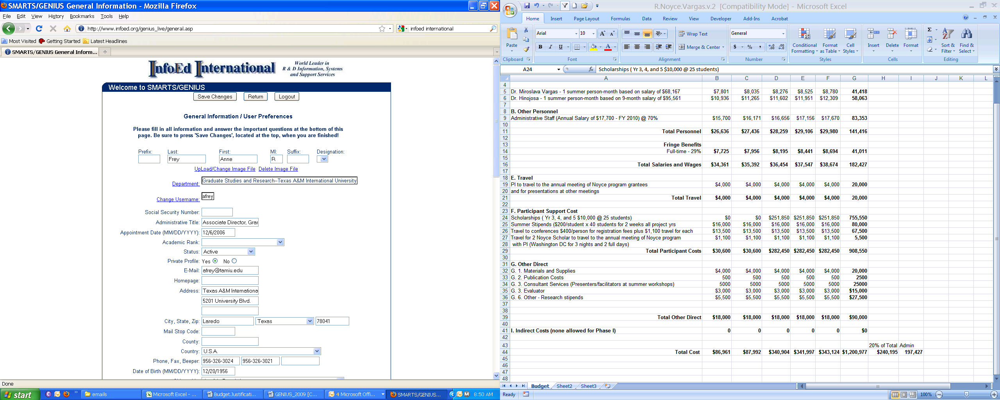 SMARTS/GENIUS General Information - Mozilla Firefox
File Edit View History Bookmarks Tools Help
http://www.infoed.org/genius_live/general.asp
infoed international
Most Visited Getting Started Latest Headlines
SMARTS/GENIUS General Inform...
InfoEd International
World Leader in
R & D Information, Systems
and Support Services
Welcome to SMARTS/GENIUS
Save Changes Return Logout
General Information / User Preferences
Please fill in all information and answer the important questions at the bottom of this
page. Be sure to press 'Save Changes', located at the top, when you are finished!
Prefix: Last: First: MI: Suffix: Designation:
Frey Anne R
UpLoad/Change Image File Delete Image File
Department: Graduate Studies and Research--Texas A&M International University
Change Username: afrey
Social Security Number:
Administrative Title: Associate Director, Grar
Appointment Date (MM/DD/YYYY): 12/6/2006
Academic Rank:
Status: Active
Private Profile: Yes No
E-Mail: afrey@tamiu.edu
Homepage:
Address: Texas A&M Internationa
5201 University Blvd.
City, State, Zip: Laredo Texas 78041
Mail Stop Code:
County:
Country: U.S.A.
Phone, Fax, Beeper: 956-326-3024 956-326-3021
Date of Birth (MM/DD/YYYY): 12/20/1956
Done
start emails Microsoft Excel - ... Budget.Justificati... GENIUS_2009 [C... 4 Microsoft Offi... SMARTS/GENIUS... 8:50 AM
R.Noyce.Vargas.v.2 [Compatibility Mode] - Microsoft Excel
Home Insert Page Layout Formulas Data Review View Developer Add-Ins Acrobat
Paste
Clipboard
Arial 10
B I U
Font
Wrap Text
Merge & Center
Alignment
General
$ % ,
Number
Conditional Formatting Format as Table Cell Styles
Styles
Insert Delete Format
Cells
Sort & Filter Find & Select
Editing
A24 fx Scholarships ( Yr 3, 4, and 5 $10,000 @ 25 students)
A B C D E F G H I J K L
4
5 Dr. Miroslava Vargas - 1 summer person-month based on salary of $68,167 $7,801 $8,035 $8,276 $8,525 $8,780 41,418
6 Dr. Hinojosa - 1 summer person-month based on 9-month salary of $95,561 $10,936 $11,265 $11,602 $11,951 $12,309 58,063
7
8 B. Other Personnel
9 Administrative Staff (Annual Salary of $17,700 - FY 2010) @ 70% $15,700 $16,171 $16,656 $17,156 $17,670 83,353
10
11 Total Personnel $26,636 $27,436 $28,259 $29,106 $29,980 141,416
12
13 Fringe Benefits
14 Full-time - 29% $7,725 $7,956 $8,195 $8,441 $8,694 41,011
15
16 Total Salaries and Wages $34,361 $35,392 $36,454 $37,547 $38,674 182,427
17
18 E. Travel
19 PI to travel to the annual meeting of Noyce program grantees $4,000 $4,000 $4,000 $4,000 $4,000 20,000
20 and for presentations at other meetings
21 Total Travel $4,000 $4,000 $4,000 $4,000 $4,000 20,000
22
23 F. Participant Support Cost
24 Scholarships ( Yr 3, 4, and 5 $10,000 @ 25 students) $0 $0 $251,850 $251,850 $251,850 755,550
25 Summer Stipends ($200/student x 40 students for 2 weeks all project yrs $16,000 $16,000 $16,000 $16,000 $16,000 80,000
26 Travel to conferences $400/person for registration fees plus $1,100 travel for each $13,500 $13,500 $13,500 $13,500 $13,500 67,500
27 Travel for 2 Noyce Scholar to travel to the annual meeting of Noyce program $1,100 $1,100 $1,100 $1,100 $1,100 5,500
28 with PI (Washington DC for 3 nights and 2 full days)
29 Total Participant Costs $30,600 $30,600 $282,450 $282,450 $282,450 908,550
30
31 G. Other Direct
32 G. 1. Materials and Supplies $4,000 $4,000 $4,000 $4,000 $4,000 20,000
33 G. 2. Publication Costs 500 500 500 500 500 2500
34 G. 3. Consultant Services (Presenters/facilitators at summer workshops) 5000 5000 5000 5000 5000 25000
35 G. 3. Evaluator $3,000 $3,000 $3,000 $3,000 $3,000 $15,000
36 G. 6. Other - Research stipends $5,500 $5,500 $5,500 $5,500 $5,500 $27,500
37
38
39 Total Other Direct $18,000 $18,000 $18,000 $18,000 $18,000 $90,000
40
41 I. Indirect Costs (none allowed for Phase I) 0 0 0 0 0 $0
42
43 20% of Total Admin
44 Total Cost $86,961 $87,992 $340,904 $341,997 $343,124 $1,200,977 $240,195 197,427
45
46
47
48
Budget Sheet2 Sheet3
Ready 100%